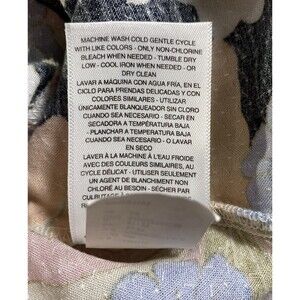 MACHINE WASH COLD GENTLE CYCLE
WITH LIKE COLORS - ONLY NON-CHLORINE
BLEACH WHEN NEEDED - TUMBLE DRY
LOW - COOL IRON WHEN NEEDED - OR
DRY CLEAN
LAVAR A MÁQUINA CON AGUA FRÍA, EN EL
CICLO PARA PRENDAS DELICADAS Y CON
COLORES SIMILARES - UTILIZAR
ÚNICAMENTE BLANQUEADOR SIN CLORO
CUANDO SEA NECESARIO - SECAR EN
SECADORA A TEMPERATURA BAJA
- PLANCHAR A TEMPERATURA BAJA
CUANDO SEA NECESARIO - O LAVAR
EN SECO
LAVER À LA MACHINE À L'EAU FROIDE
AVEC DES COULEURS SIMILAIRES, AU
CYCLE DÉLICAT - UTILISER SEULEMENT
UN AGENT DE BLANCHIMENT NON
CHLORÉ AU BESOIN - SÉCHER